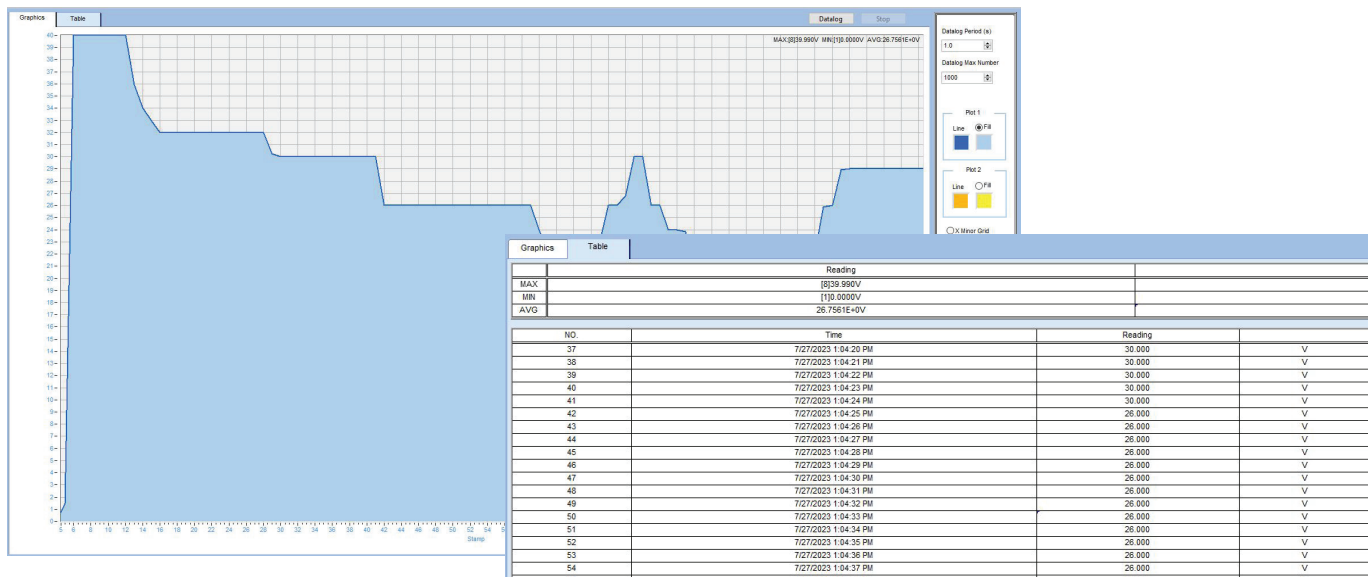 Graphics
Table
Datalog
Stop
MAX:[8]39.990V MIN:[1]0.0000V AVG:26.7561E+0V
40
39
38
37
36
35
34
33
32
31
30
29
28
27
26
25
24
23
22
21
20
19
18
17
16
15
14
13
12
11
10
9
8
7
6
5
4
3
2
1
0
5 6 8 10 12 14 16 18 20 22 24 26 28 30 32 34 36 38 40 42 44 46 48 50 52 54
Stamp
Datalog Period (s)
1.0
Datalog Max Number
1000
Plot 1
Line Fill
Plot 2
Line Fill
X Minor Grid
Graphics
Table
Reading
MAX [8]39.990V
MIN [1]0.0000V
AVG 26.7561E+0V
NO. Time Reading
37 7/27/2023 1:04:20 PM 30.000 V
38 7/27/2023 1:04:21 PM 30.000 V
39 7/27/2023 1:04:22 PM 30.000 V
40 7/27/2023 1:04:23 PM 30.000 V
41 7/27/2023 1:04:24 PM 30.000 V
42 7/27/2023 1:04:25 PM 26.000 V
43 7/27/2023 1:04:26 PM 26.000 V
44 7/27/2023 1:04:27 PM 26.000 V
45 7/27/2023 1:04:28 PM 26.000 V
46 7/27/2023 1:04:29 PM 26.000 V
47 7/27/2023 1:04:30 PM 26.000 V
48 7/27/2023 1:04:31 PM 26.000 V
49 7/27/2023 1:04:32 PM 26.000 V
50 7/27/2023 1:04:33 PM 26.000 V
51 7/27/2023 1:04:34 PM 26.000 V
52 7/27/2023 1:04:35 PM 26.000 V
53 7/27/2023 1:04:36 PM 26.000 V
54 7/27/2023 1:04:37 PM 26.000 V